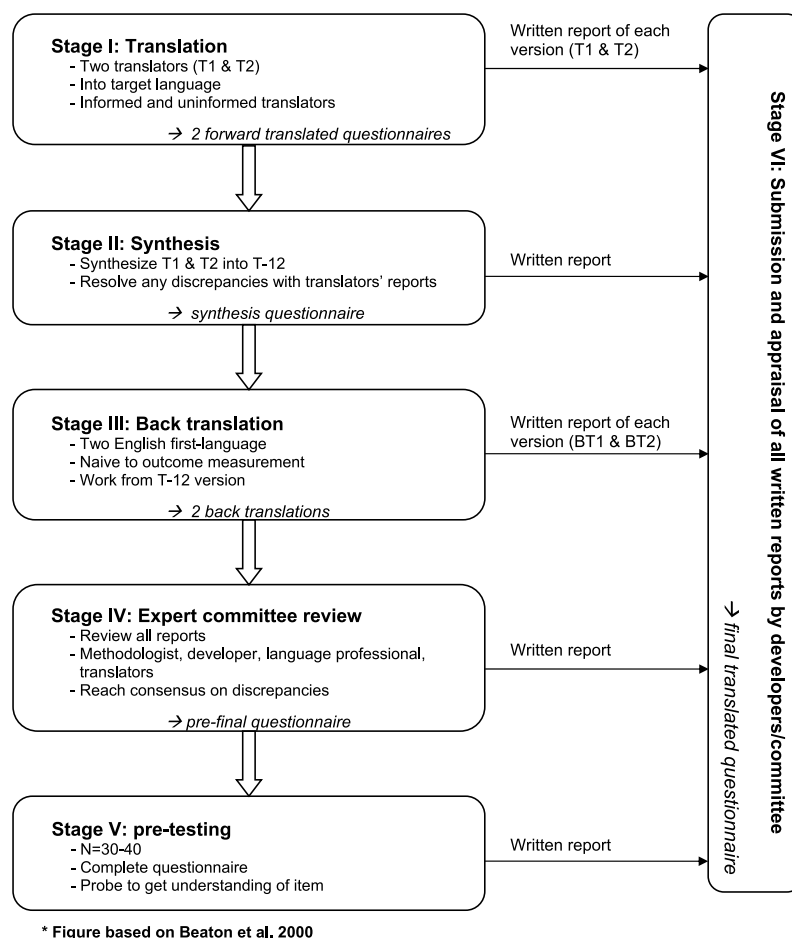 Stage I: Translation
- Two translators (T1 & T2)
- Into target language
- Informed and uninformed translators
→ 2 forward translated questionnaires
Written report of each
version (T1 & T2)
Stage II: Synthesis
- Synthesize T1 & T2 into T-12
- Resolve any discrepancies with translators' reports
→ synthesis questionnaire
Written report
Stage III: Back translation
- Two English first-language
- Naive to outcome measurement
- Work from T-12 version
→ 2 back translations
Written report of each
version (BT1 & BT2)
Stage IV: Expert committee review
- Review all reports
- Methodologist, developer, language professional,
translators
- Reach consensus on discrepancies
→ pre-final questionnaire
Written report
Stage V: pre-testing
- N=30-40
- Complete questionnaire
- Probe to get understanding of item
Written report
Stage VI: Submission and appraisal of all written reports by developers/committee
→ final translated questionnaire
* Figure based on Beaton et al. 2000